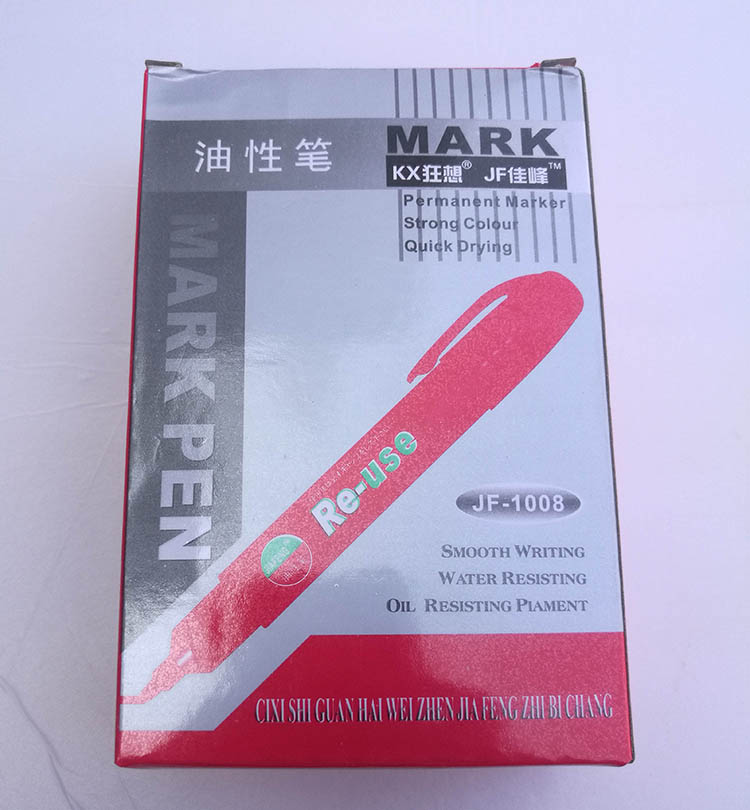 油性笔
MARK
KX狂想® JF佳峰™
Permanent Marker
Strong Colour
Quick Drying
MARK PEN
Re-use
JF-1008
SMOOTH WRITING
WATER RESISTING
OIL RESISTING PIAMENT
CIXI SHI GUAN HAI WEI ZHEN JIA FENG ZHI BI CHANG